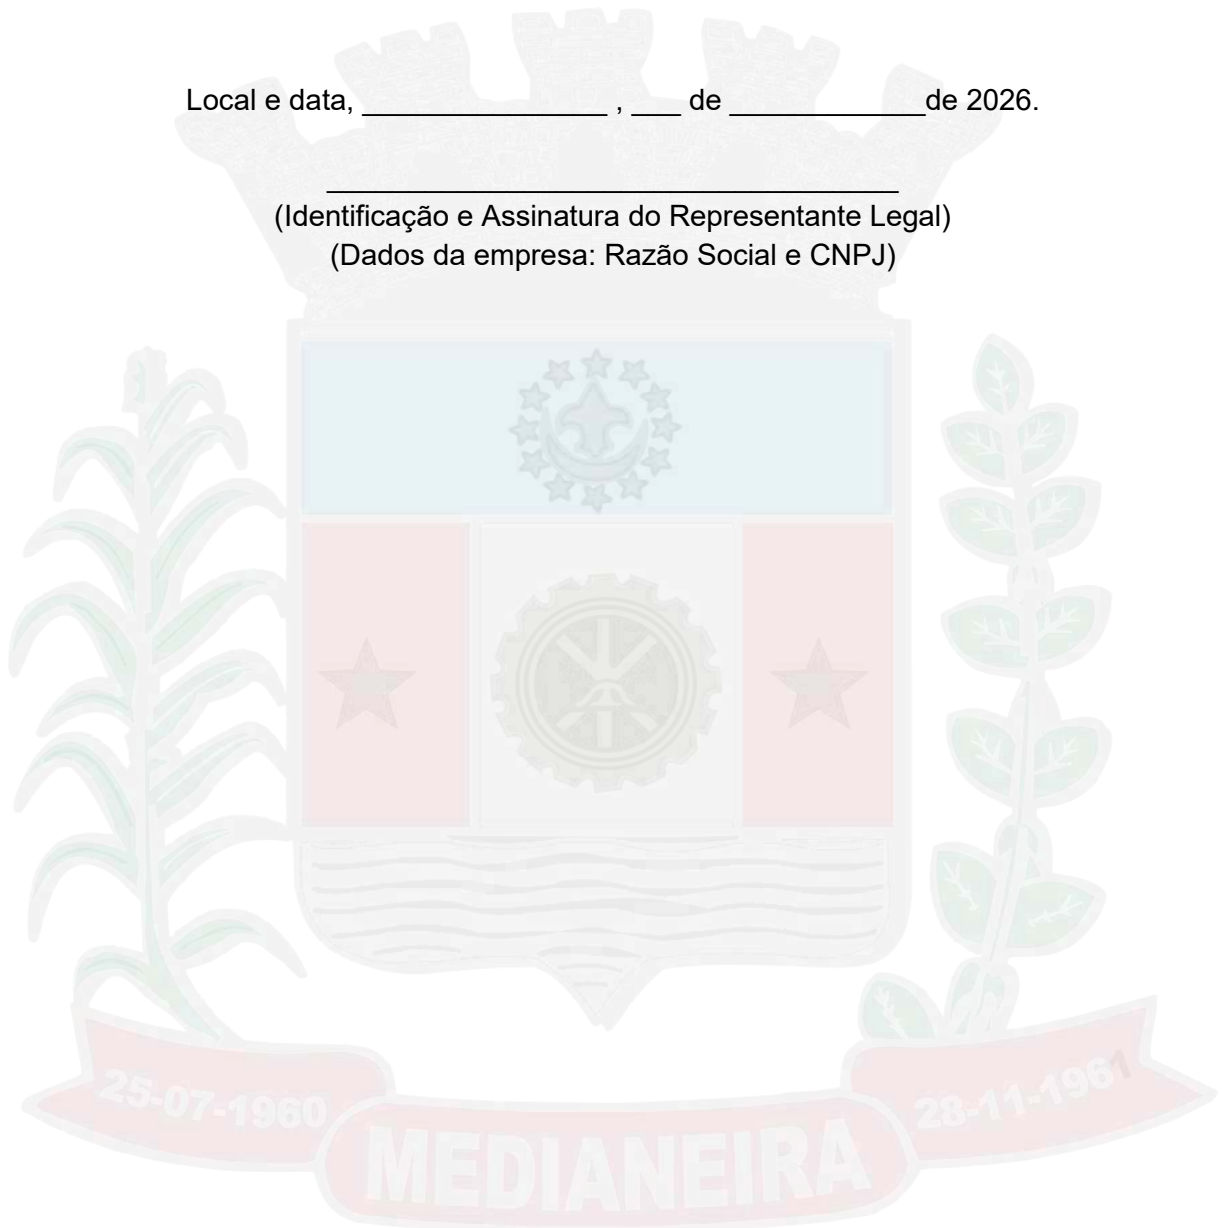 Local e data, _______________ , ___ de ____________de 2026.
___________________________________
(Identificação e Assinatura do Representante Legal)
(Dados da empresa: Razão Social e CNPJ)
25-07-1960
28-11-1961
MEDIANEIRA